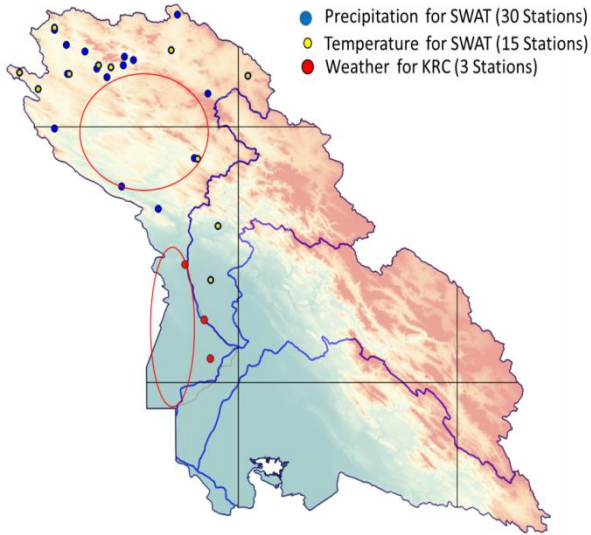 Precipitation for SWAT (30 Stations)
Temperature for SWAT (15 Stations)
Weather for KRC (3 Stations)